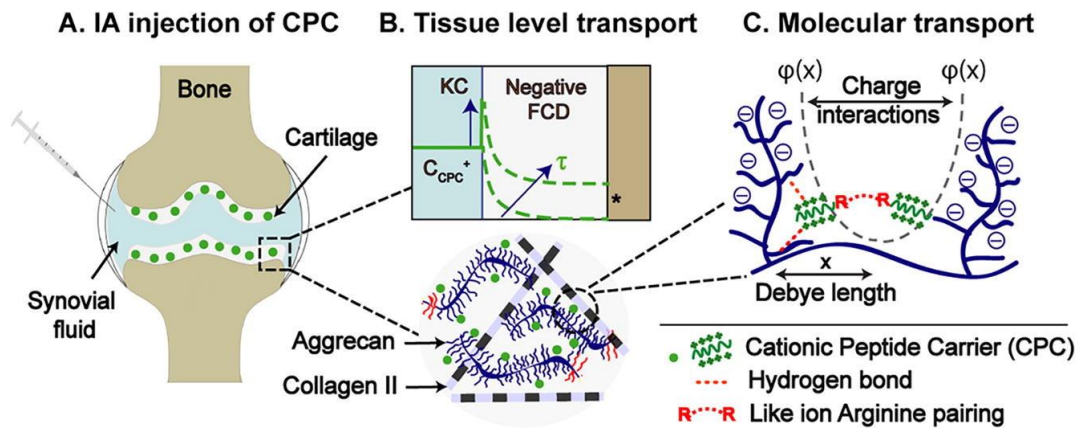 A. IA injection of CPC
Bone
Cartilage
Synovial
fluid
B. Tissue level transport
KC
Negative
FCD
C_CPC⁺
τ
*
Aggrecan
Collagen II
C. Molecular transport
φ(x)
φ(x)
Charge
interactions
R
R
x
Debye length
Cationic Peptide Carrier (CPC)
Hydrogen bond
R R Like ion Arginine pairing